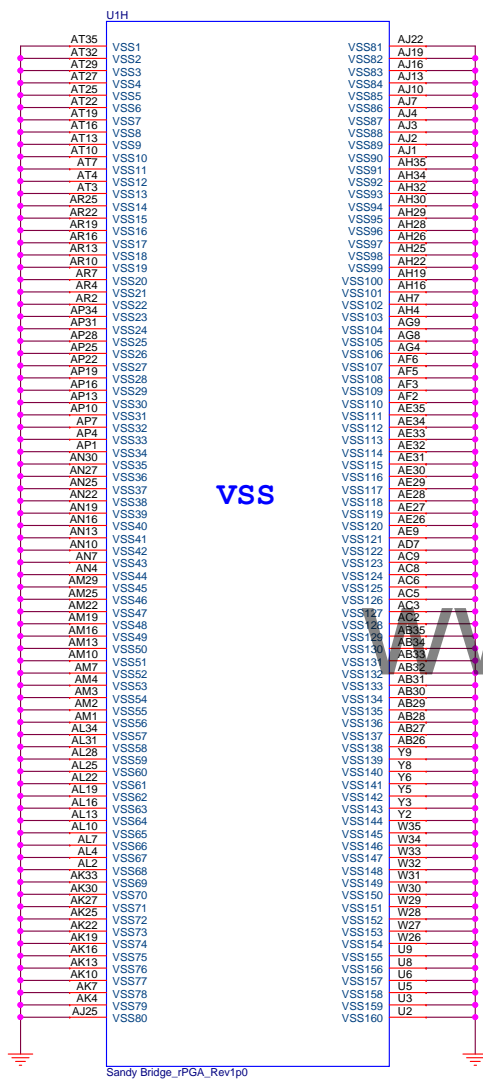 U1H
AT35 VSS1 VSS81 AJ22
AT32 VSS2 VSS82 AJ19
AT29 VSS3 VSS83 AJ16
AT27 VSS4 VSS84 AJ13
AT25 VSS5 VSS85 AJ10
AT22 VSS6 VSS86 AJ7
AT19 VSS7 VSS87 AJ4
AT16 VSS8 VSS88 AJ3
AT13 VSS9 VSS89 AJ2
AT10 VSS10 VSS90 AJ1
AT7 VSS11 VSS91 AH35
AT4 VSS12 VSS92 AH34
AT3 VSS13 VSS93 AH32
AR25 VSS14 VSS94 AH30
AR22 VSS15 VSS95 AH29
AR19 VSS16 VSS96 AH28
AR16 VSS17 VSS97 AH26
AR13 VSS18 VSS98 AH25
AR10 VSS19 VSS99 AH22
AR7 VSS20 VSS100 AH19
AR4 VSS21 VSS101 AH16
AR2 VSS22 VSS102 AH7
AP34 VSS23 VSS103 AH4
AP31 VSS24 VSS104 AG9
AP28 VSS25 VSS105 AG8
AP25 VSS26 VSS106 AG4
AP22 VSS27 VSS107 AF6
AP19 VSS28 VSS108 AF5
AP16 VSS29 VSS109 AF3
AP13 VSS30 VSS110 AF2
AP10 VSS31 VSS111 AE35
AP7 VSS32 VSS112 AE34
AP4 VSS33 VSS113 AE33
AP1 VSS34 VSS114 AE32
AN30 VSS35 VSS115 AE31
AN27 VSS36 VSS116 AE30
AN25 VSS37 VSS117 AE29
AN22 VSS38 VSS118 AE28
VSS
AN19 VSS39 VSS119 AE27
AN16 VSS40 VSS120 AE26
AN13 VSS41 VSS121 AE9
AN10 VSS42 VSS122 AD7
AN7 VSS43 VSS123 AC9
AN4 VSS44 VSS124 AC8
AM29 VSS45 VSS125 AC6
AM25 VSS46 VSS126 AC5
AM22 VSS47 VSS127 AC3
AM19 VSS48 VSS128 AC2
AM16 VSS49 VSS129 AB35
AM13 VSS50 VSS130 AB34
AM10 VSS51 VSS131 AB33
AM7 VSS52 VSS132 AB32
AM4 VSS53 VSS133 AB31
AM3 VSS54 VSS134 AB30
AM2 VSS55 VSS135 AB29
AM1 VSS56 VSS136 AB28
AL34 VSS57 VSS137 AB27
AL31 VSS58 VSS138 AB26
AL28 VSS59 VSS139 Y9
AL25 VSS60 VSS140 Y8
AL22 VSS61 VSS141 Y6
AL19 VSS62 VSS142 Y5
AL16 VSS63 VSS143 Y3
AL13 VSS64 VSS144 Y2
AL10 VSS65 VSS145 W35
AL7 VSS66 VSS146 W34
AL4 VSS67 VSS147 W33
AL2 VSS68 VSS148 W32
AK33 VSS69 VSS149 W31
AK30 VSS70 VSS150 W30
AK27 VSS71 VSS151 W29
AK25 VSS72 VSS152 W28
AK22 VSS73 VSS153 W27
AK19 VSS74 VSS154 W26
AK16 VSS75 VSS155 U9
AK13 VSS76 VSS156 U8
AK10 VSS77 VSS157 U6
AK7 VSS78 VSS158 U5
AK4 VSS79 VSS159 U3
AJ25 VSS80 VSS160 U2
Sandy Bridge_rPGA_Rev1p0